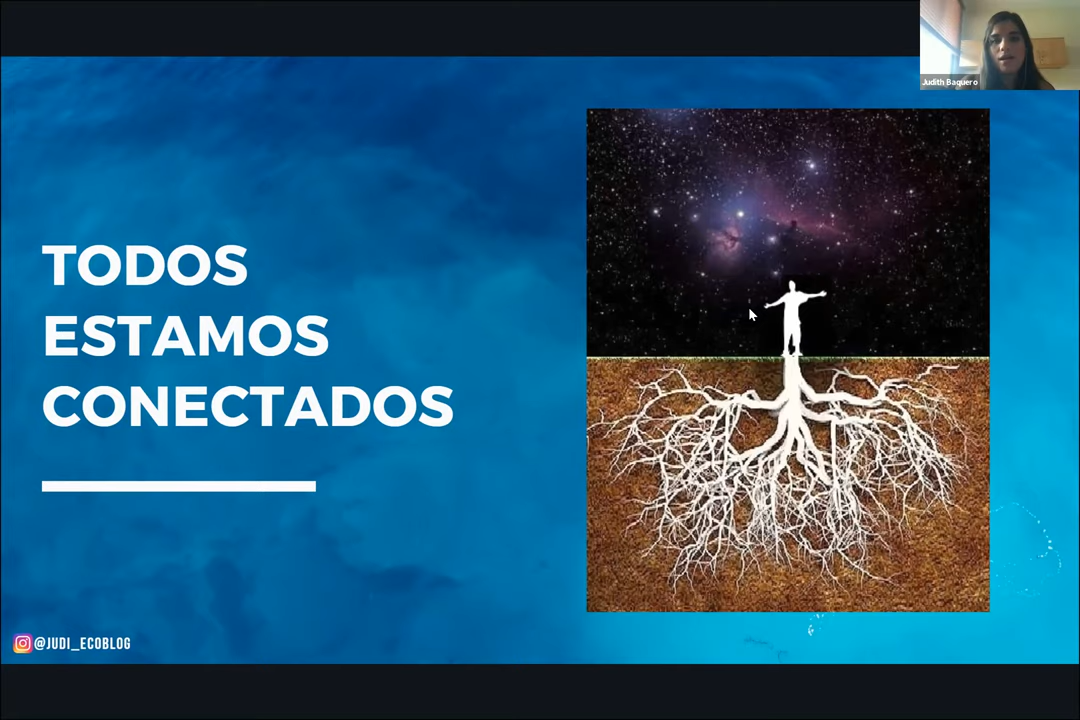 Judith Baquero
TODOS
ESTAMOS
CONECTADOS
@JUDI_ECOBLOG